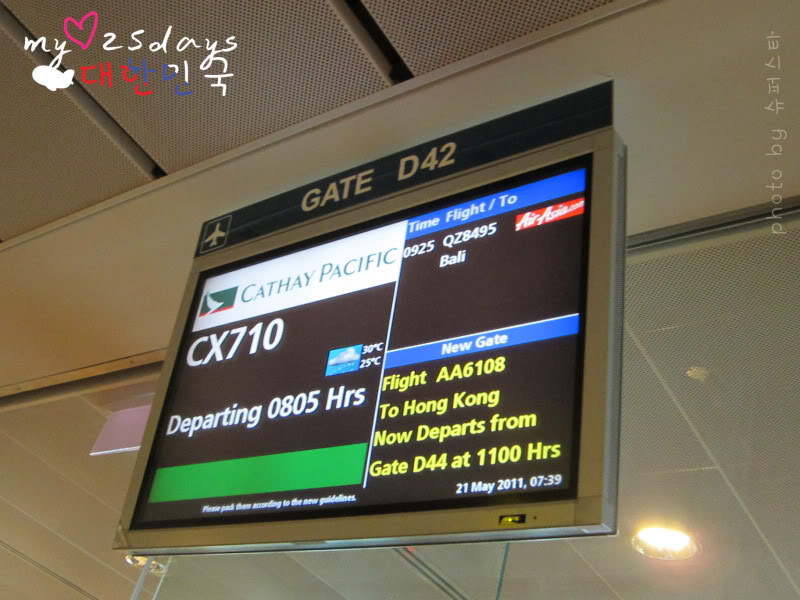 my♡25days
대한민국
photo by 슈퍼스타
GATE D42
CATHAY PACIFIC
CX710
30°C
25°C
Departing 0805 Hrs
Please pack them according to the new guidelines.
Time Flight / To
AirAsia.com
0925 QZ8495
Bali
New Gate
Flight AA6108
To Hong Kong
Now Departs from
Gate D44 at 1100 Hrs
21 May 2011, 07:39